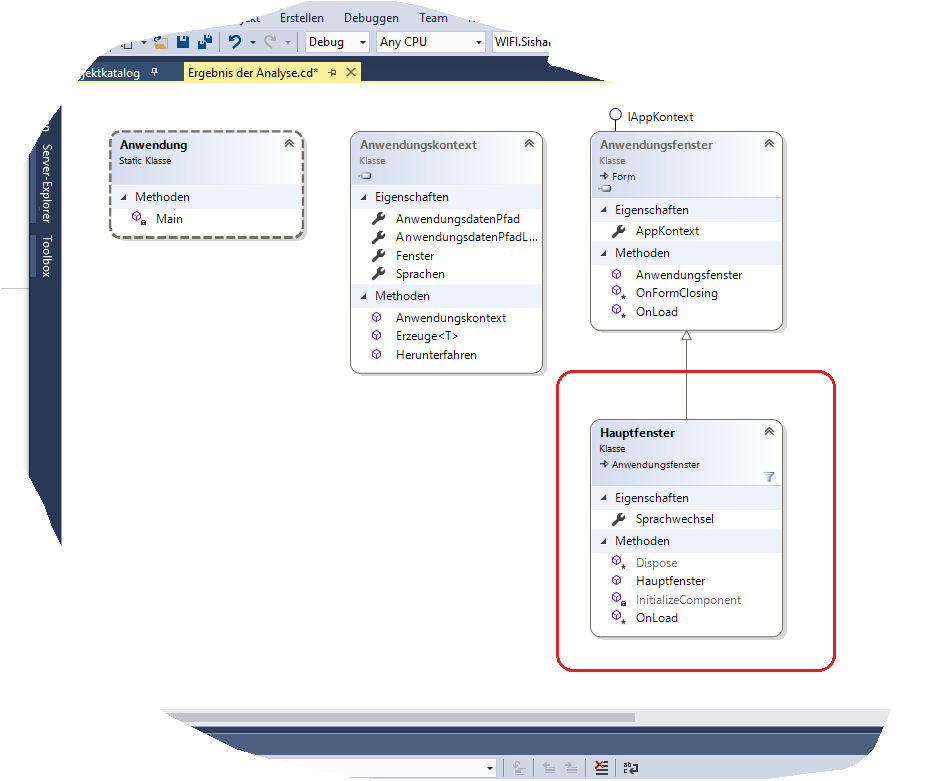 Erstellen Debuggen Team
Debug Any CPU WIFI.Sisha
jektkatalog Ergebnis der Analyse.cd*
Server-Explorer
Toolbox
IAppKontext
Anwendung
Static Klasse
Methoden
Main
Anwendungskontext
Klasse
Eigenschaften
AnwendungsdatenPfad
AnwendungsdatenPfadL...
Fenster
Sprachen
Methoden
Anwendungskontext
Erzeuge<T>
Herunterfahren
Anwendungsfenster
Klasse
Form
Eigenschaften
AppKontext
Methoden
Anwendungsfenster
OnFormClosing
OnLoad
Hauptfenster
Klasse
Anwendungsfenster
Eigenschaften
Sprachwechsel
Methoden
Dispose
Hauptfenster
InitializeComponent
OnLoad